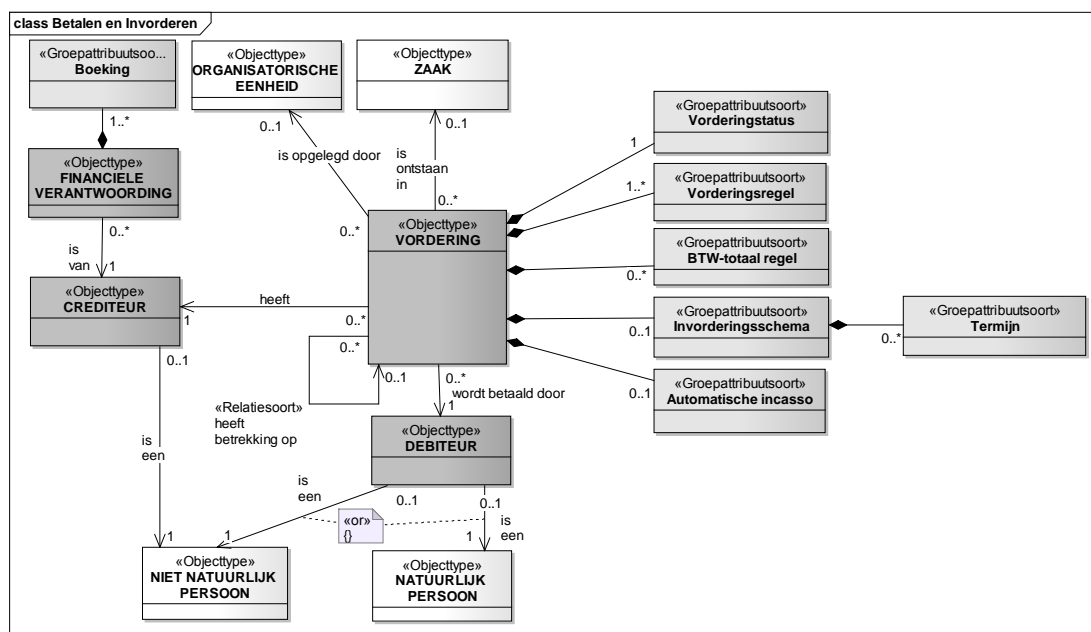 class Betalen en Invorderen
«Groepattribuutsoo...
Boeking
«Objecttype»
ORGANISATORISCHE
EENHEID
«Objecttype»
ZAAK
1..*
0..1
0..1
«Groepattribuutsoort»
Vorderingstatus
is opgelegd door
is
ontstaan
in
1
«Objecttype»
FINANCIELE
VERANTWOORDING
«Groepattribuutsoort»
Vorderingsregel
1..*
0..*
0..*
0..*
«Objecttype»
VORDERING
«Groepattribuutsoort»
BTW-totaal regel
0..*
is
van
1
«Objecttype»
CREDITEUR
heeft
1
0..*
«Groepattribuutsoort»
Invorderingsschema
0..1
«Groepattribuutsoort»
Termijn
0..*
0..1
0..*
0..1
0..*
wordt betaald door
1
«Groepattribuutsoort»
Automatische incasso
0..1
«Relatiesoort»
heeft
betrekking op
«Objecttype»
DEBITEUR
is
een
is
een
0..1
0..1
«or»
{}
is
een
1
1
1
«Objecttype»
NIET NATUURLIJK
PERSOON
«Objecttype»
NATUURLIJK
PERSOON